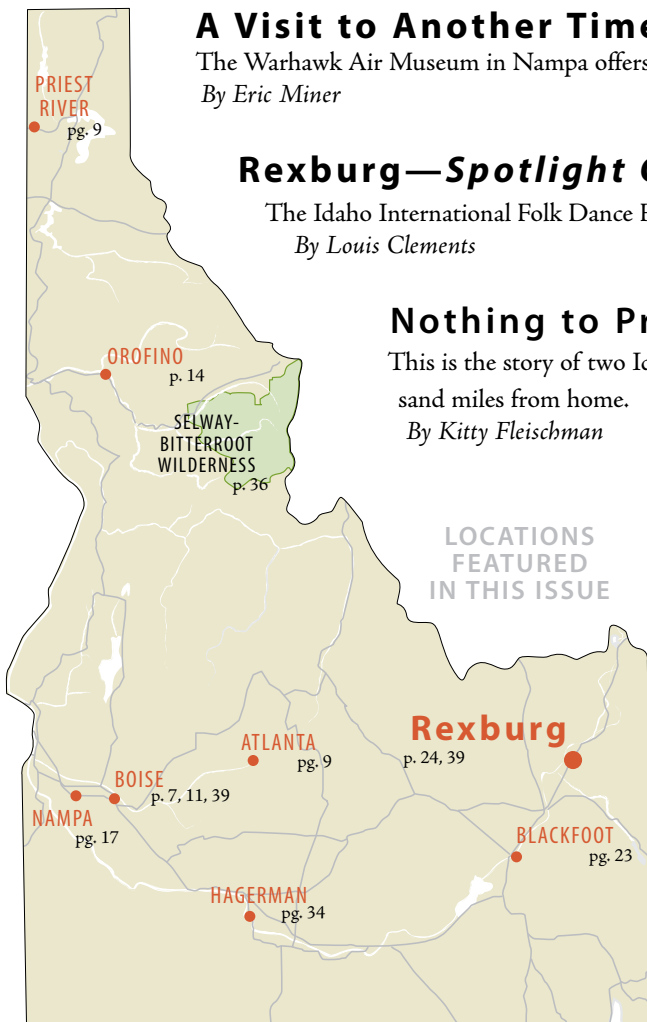 A Visit to Another Time
The Warhawk Air Museum in Nampa offers
By Eric Miner
Rexburg—Spotlight
The Idaho International Folk Dance
By Louis Clements
Nothing to
This is the story of two
sand miles from home.
By Kitty Fleischman
LOCATIONS
FEATURED
IN THIS ISSUE
PRIEST
RIVER
pg. 9
OROFINO
p. 14
SELWAY-
BITTERROOT
WILDERNESS
p. 36
ATLANTA
pg. 9
Rexburg
p. 24, 39
BOISE
p. 7, 11, 39
NAMPA
pg. 17
BLACKFOOT
pg. 23
HAGERMAN
pg. 34